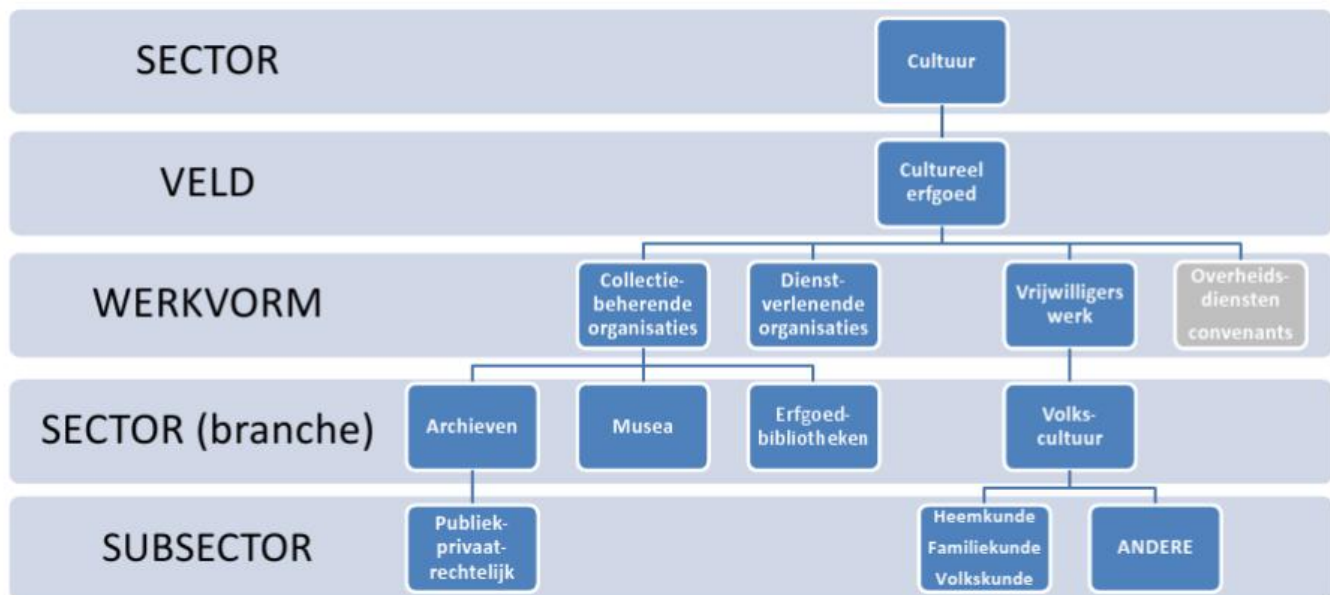 SECTOR
Cultuur
VELD
Cultureel
erfgoed
WERKVORM
Collectie-
beherende
organisaties
Dienst-
verlenende
organisaties
Vrijwilligers
werk
Overheids-
diensten
convenants
SECTOR (branche)
Archieven
Musea
Erfgoed-
bibliotheken
Volks-
cultuur
SUBSECTOR
Publiek-
privaat-
rechtelijk
Heemkunde
Familiekunde
Volkskunde
ANDERE